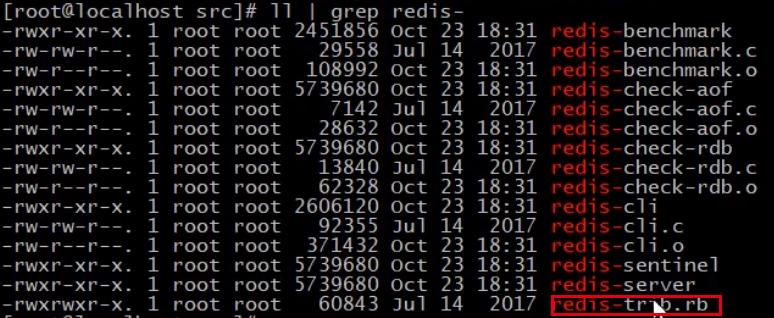 [root@localhost src]# ll | grep redis-
-rwxr-xr-x. 1 root root 2451856 Oct 23 18:31 redis-benchmark
-rw-rw-r--. 1 root root 29558 Jul 14 2017 redis-benchmark.c
-rw-r--r--. 1 root root 108992 Oct 23 18:31 redis-benchmark.o
-rwxr-xr-x. 1 root root 5739680 Oct 23 18:31 redis-check-aof
-rw-rw-r--. 1 root root 7142 Jul 14 2017 redis-check-aof.c
-rw-r--r--. 1 root root 28632 Oct 23 18:31 redis-check-aof.o
-rwxr-xr-x. 1 root root 5739680 Oct 23 18:31 redis-check-rdb
-rw-rw-r--. 1 root root 13840 Jul 14 2017 redis-check-rdb.c
-rw-r--r--. 1 root root 62328 Oct 23 18:31 redis-check-rdb.o
-rwxr-xr-x. 1 root root 2606120 Oct 23 18:31 redis-cli
-rw-rw-r--. 1 root root 92355 Jul 14 2017 redis-cli.c
-rw-r--r--. 1 root root 371432 Oct 23 18:31 redis-cli.o
-rwxr-xr-x. 1 root root 5739680 Oct 23 18:31 redis-sentinel
-rwxr-xr-x. 1 root root 5739680 Oct 23 18:31 redis-server
-rwxrwxr-x. 1 root root 60843 Jul 14 2017 redis-trib.rb